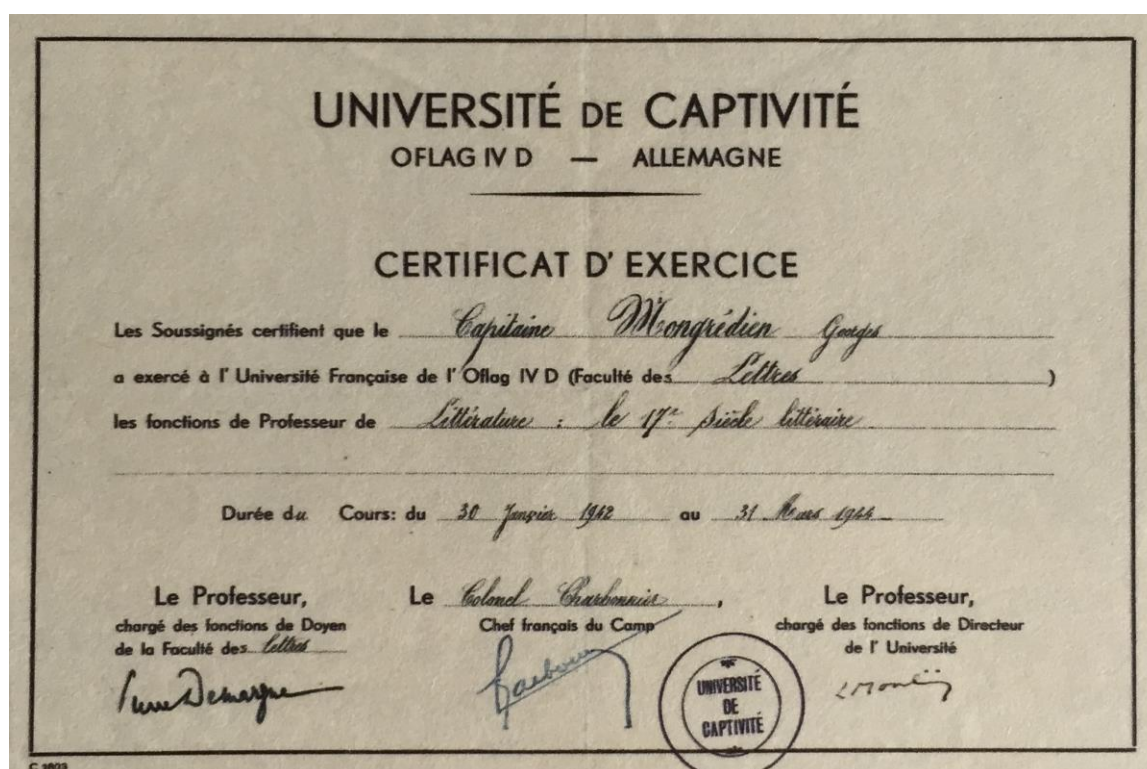 UNIVERSITÉ DE CAPTIVITÉ
OFLAG IV D — ALLEMAGNE
CERTIFICAT D' EXERCICE
Les Soussignés certifient que le Capitaine Mongrédien Georges
a exercé à l' Université Française de l' Oflag IV D (Faculté des Lettres )
les fonctions de Professeur de Littérature : le 17e Siècle littéraire
Durée du Cours: du 30 Janvier 1942 au 31 Mars 1944
Le Professeur,
chargé des fonctions de Doyen
de la Faculté des lettres
Pierre Demargne
Le Colonel Charbonnier ,
Chef français du Camp
Le Professeur,
chargé des fonctions de Directeur
de l' Université
UNIVERSITÉ
DE
CAPTIVITÉ